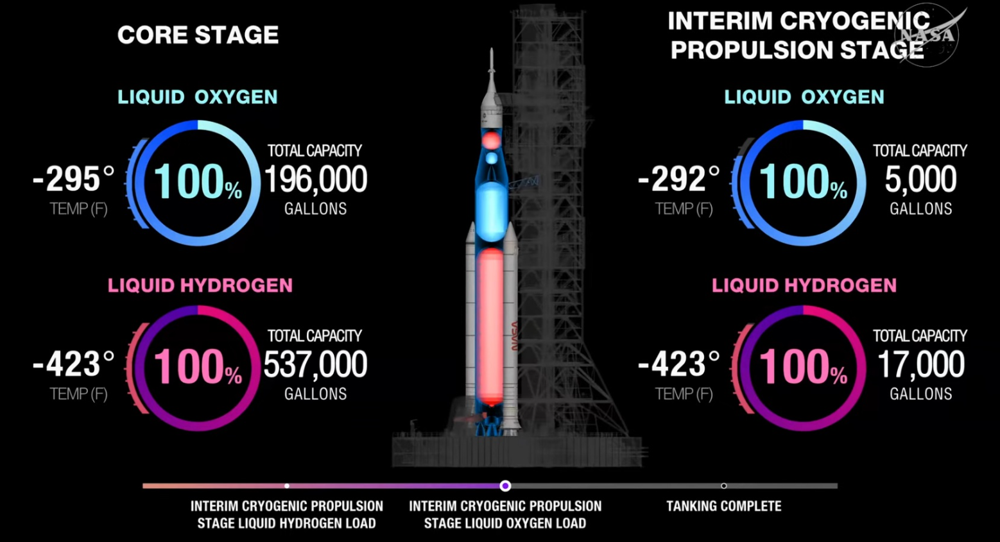 CORE STAGE
LIQUID OXYGEN
-295°
TEMP (F)
100%
TOTAL CAPACITY
196,000
GALLONS
LIQUID HYDROGEN
-423°
TEMP (F)
100%
TOTAL CAPACITY
537,000
GALLONS
NASA
INTERIM CRYOGENIC
PROPULSION STAGE
NASA
LIQUID OXYGEN
-292°
TEMP (F)
100%
TOTAL CAPACITY
5,000
GALLONS
LIQUID HYDROGEN
-423°
TEMP (F)
100%
TOTAL CAPACITY
17,000
GALLONS
INTERIM CRYOGENIC PROPULSION
STAGE LIQUID HYDROGEN LOAD
INTERIM CRYOGENIC PROPULSION
STAGE LIQUID OXYGEN LOAD
TANKING COMPLETE